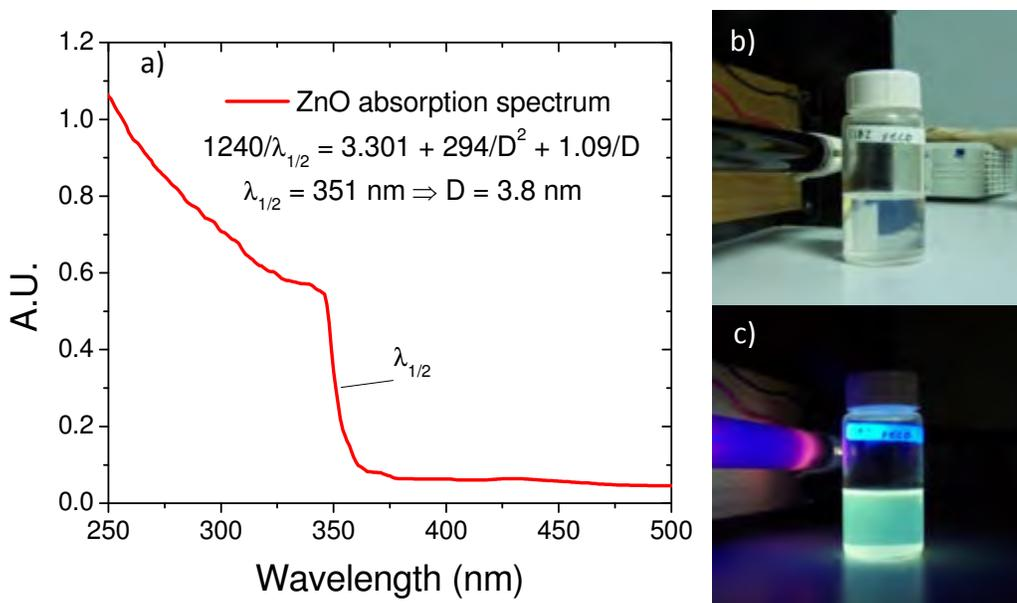 a)
ZnO absorption spectrum
1240/λ1/2 = 3.301 + 294/D² + 1.09/D
λ1/2 = 351 nm ⇒ D = 3.8 nm
λ1/2
A.U.
1.2
1.0
0.8
0.6
0.4
0.2
0.0
250 300 350 400 450 500
Wavelength (nm)
b)
c)